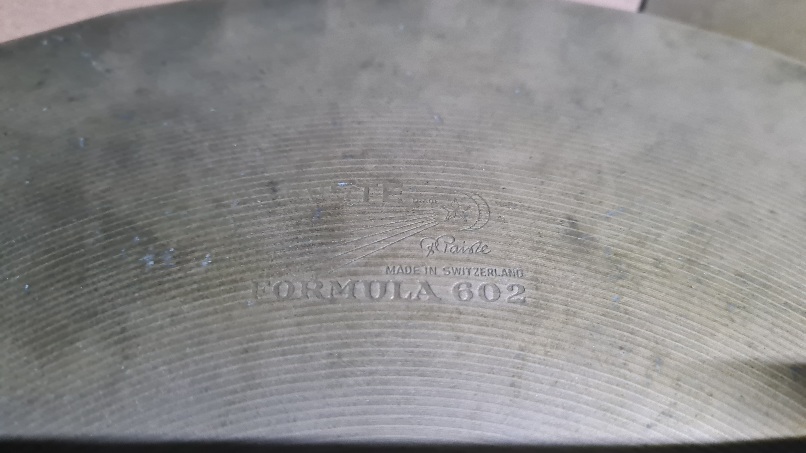 Paiste
MADE IN SWITZERLAND
FORMULA 602